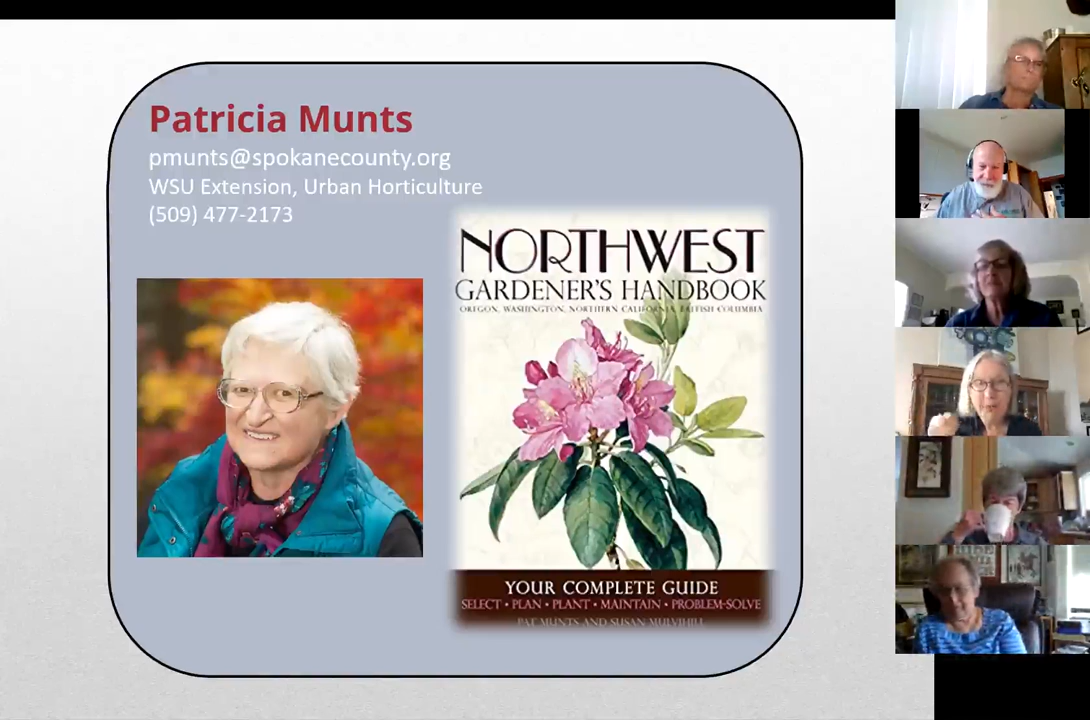 Patricia Munts
pmunts@spokanecounty.org
WSU Extension, Urban Horticulture
(509) 477-2173
NORTHWEST
GARDENER'S HANDBOOK
OREGON, WASHINGTON, NORTHERN CALIFORNIA, BRITISH COLUMBIA
YOUR COMPLETE GUIDE
SELECT • PLAN • PLANT • MAINTAIN • PROBLEM-SOLVE
PAT MUNTS AND SUSAN MULVIHILL